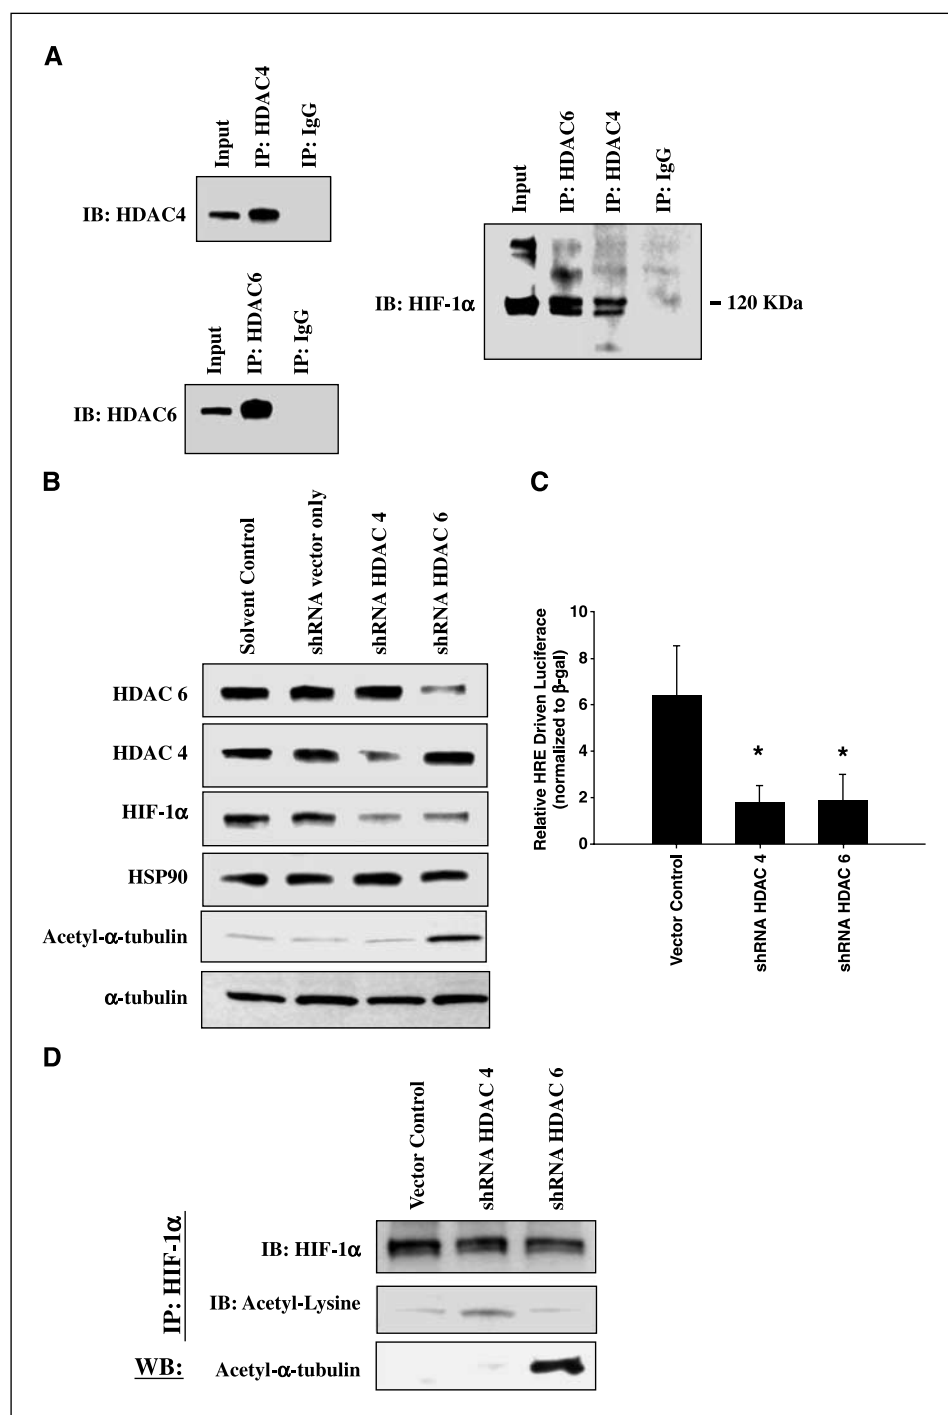 A
Input
IP: HDAC4
IP: IgG
IB: HDAC4
Input
IP: HDAC6
IP: IgG
IB: HDAC6
Input
IP: HDAC6
IP: HDAC4
IP: IgG
IB: HIF-1α
– 120 KDa
B
Solvent Control
shRNA vector only
shRNA HDAC 4
shRNA HDAC 6
HDAC 6
HDAC 4
HIF-1α
HSP90
Acetyl-α-tubulin
α-tubulin
C
Relative HRE Driven Luciferace
(normalized to β-gal)
10
8
6
4
2
0
*
*
Vector Control
shRNA HDAC 4
shRNA HDAC 6
D
Vector Control
shRNA HDAC 4
shRNA HDAC 6
IP: HIF-1α
IB: HIF-1α
IB: Acetyl-Lysine
WB:
Acetyl-α-tubulin